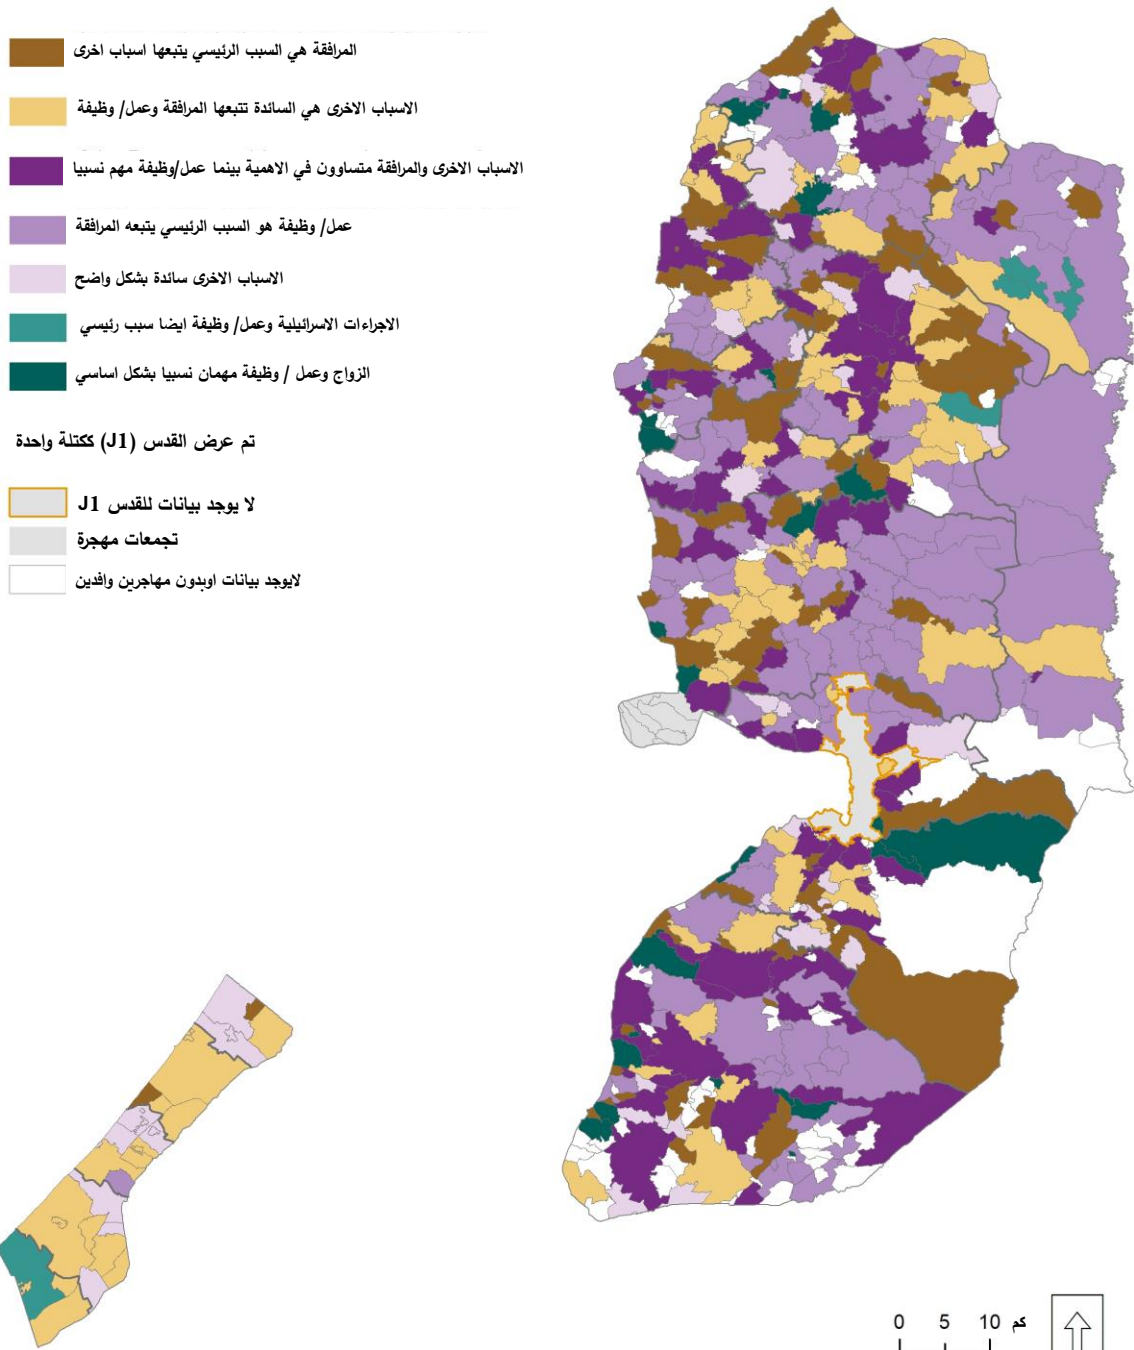 المرافقة هي السبب الرئيسي يتبعها اسباب اخرى
الاسباب الاخرى هي السائدة تتبعها المرافقة وعمل/ وظيفة
الاسباب الاخرى والمرافقة متساوون في الاهمية بينما عمل/وظيفة مهم نسبيا
عمل/ وظيفة هو السبب الرئيسي يتبعه المرافقة
الاسباب الاخرى سائدة بشكل واضح
الاجراءات الاسرائيلية وعمل/ وظيفة ايضا سبب رئيسي
الزواج وعمل / وظيفة مهمان نسبيا بشكل اساسي
تم عرض القدس (J1) ككتلة واحدة
لا يوجد بيانات للقدس J1
تجمعات مهجرة
لايوجد بيانات اوبدون مهاجرين وافدين
0 5 10 كم